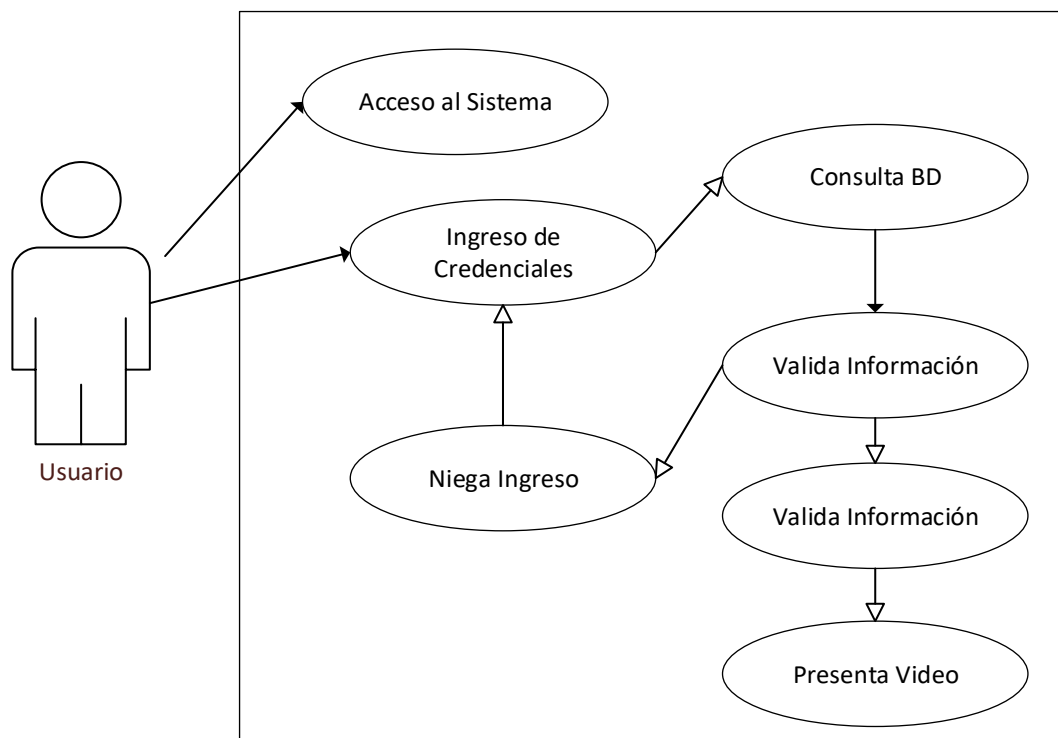 Acceso al Sistema
Consulta BD
Ingreso de
Credenciales
Valida Información
Usuario
Niega Ingreso
Valida Información
Presenta Video